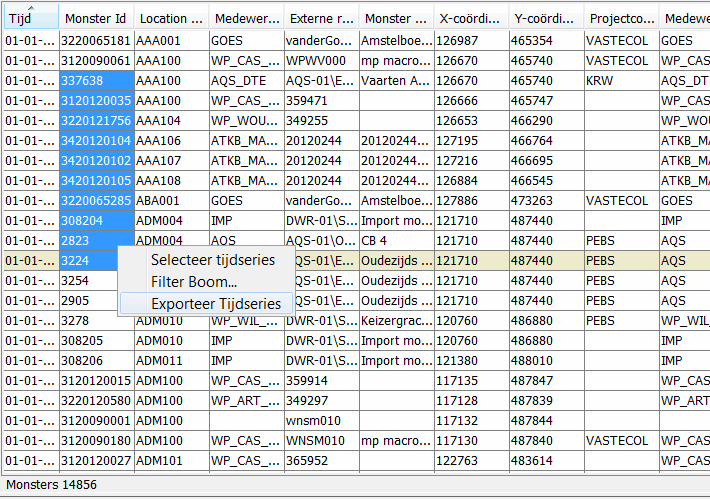 Tijd Monster Id Location ... Medewer... Externe r... Monster ... X-coördi... Y-coördi... Projectco... Medewe
01-01-... 3220065181 AAA001 GOES vanderGo... Amstelboe... 126987 465354 VASTECOL GOES
01-01-... 3120090061 AAA100 WP_CAS_... WPWV000 mp macro... 126670 465740 VASTECOL WP_CAS
01-01-... 337638 AAA100 AQS_DTE AQS-01\E... Vaarten A... 126670 465740 KRW AQS_DT
01-01-... 3120120035 AAA100 WP_CAS_... 359471 126666 465747 WP_CAS
01-01-... 3220121756 AAA104 WP_WOU... 349255 126653 466290 WP_WO
01-01-... 3420120104 AAA106 ATKB_MA... 20120244 20120244... 127195 466764 ATKB_M
01-01-... 3420120102 AAA107 ATKB_MA... 20120244 20120244... 127216 466695 ATKB_M
01-01-... 3420120105 AAA108 ATKB_MA... 20120244 20120244... 126884 466545 ATKB_M
01-01-... 3220065285 ABA001 GOES vanderGo... Amstelboe... 127886 473263 VASTECOL GOES
01-01-... 308204 ADM004 IMP DWR-01\S... Import mo... 121710 487440 IMP
01-01-... 2823 ADM004 AQS AQS-01\O... CB 4 121710 487440 PEBS AQS
01-01-... 3224 Selecteer tijdseries AQS-01\E... Oudezijds ... 121710 487440 PEBS AQS
01-01-... 3254 Filter Boom... AQS-01\E... Oudezijds ... 121710 487440 PEBS AQS
01-01-... 2905 Exporteer Tijdseries AQS-01\E... Oudezijds ... 121710 487440 PEBS AQS
01-01-... 3278 ADM010 WP_WIL_... DWR-01\... Keizergrac... 120760 486880 PEBS WP_WIL
01-01-... 308205 ADM010 IMP DWR-01\S... Import mo... 120760 486880 IMP
01-01-... 308206 ADM011 IMP DWR-01\S... Import mo... 121380 488010 IMP
01-01-... 3120120015 ADM100 WP_CAS_... 359914 117135 487847 WP_CAS
01-01-... 3220120580 ADM100 WP_ART_... 349297 117128 487839 WP_ART
01-01-... 3120090001 ADM100 wnsm010 117132 487844
01-01-... 3120090180 ADM100 WP_CAS_... WNSM010 mp macro... 117130 487840 VASTECOL WP_CAS
01-01-... 3120120027 ADM101 WP_CAS_... 365952 122763 483614 WP_CAS
Monsters 14856